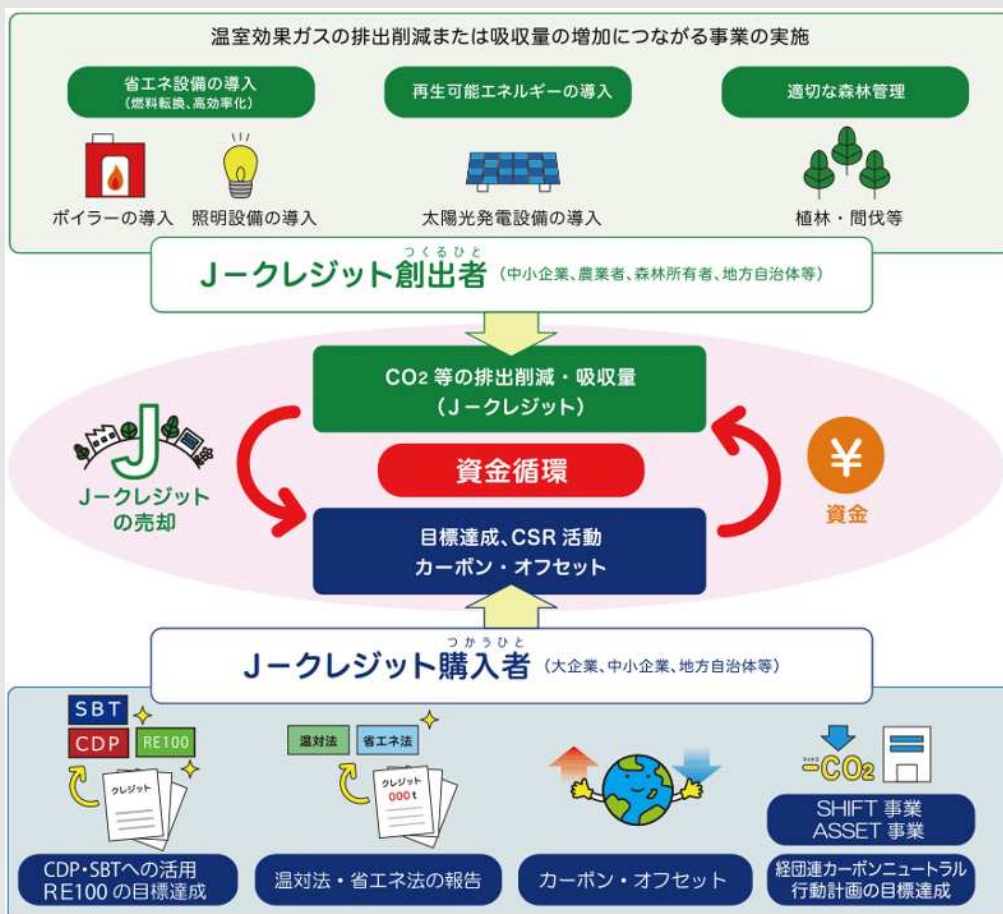 温室効果ガスの排出削減または吸収量の増加につながる事業の実施
省エネ設備の導入
(燃料転換、高効率化)
再生可能エネルギーの導入
適切な森林管理
ボイラーの導入
照明設備の導入
太陽光発電設備の導入
植林・間伐等
つくるひと
J-クレジット創出者(中小企業、農業者、森林所有者、地方自治体等)
CO2 等の排出削減・吸収量
(J-クレジット)
J
J-クレジット
の売却
資金循環
¥
資金
目標達成、CSR 活動
カーボン・オフセット
つかうひと
J-クレジット購入者(大企業、中小企業、地方自治体等)
SBT
CDP
RE100
クレジット
CDP・SBTへの活用
RE100 の目標達成
温対法
省エネ法
クレジット
000t
温対法・省エネ法の報告
カーボン・オフセット
-CO2
SHIFT 事業
ASSET 事業
経団連カーボンニュートラル
行動計画の目標達成